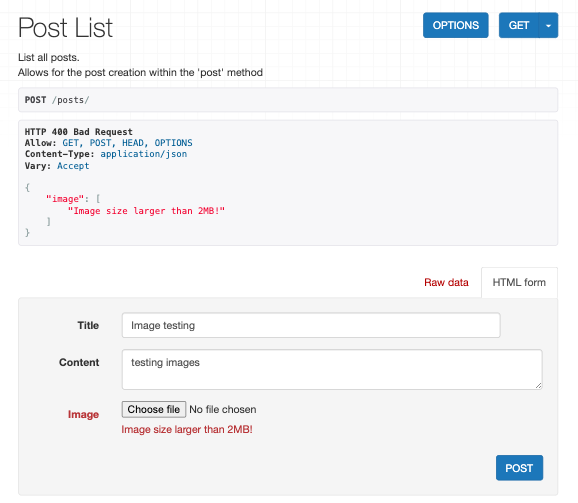 Post List
OPTIONS
GET
List all posts.
Allows for the post creation within the 'post' method
POST /posts/
HTTP 400 Bad Request
Allow: GET, POST, HEAD, OPTIONS
Content-Type: application/json
Vary: Accept
{
    "image": [
        "Image size larger than 2MB!"
    ]
}
Raw data
HTML form
Title
Image testing
Content
testing images
Image
Choose file No file chosen
Image size larger than 2MB!
POST